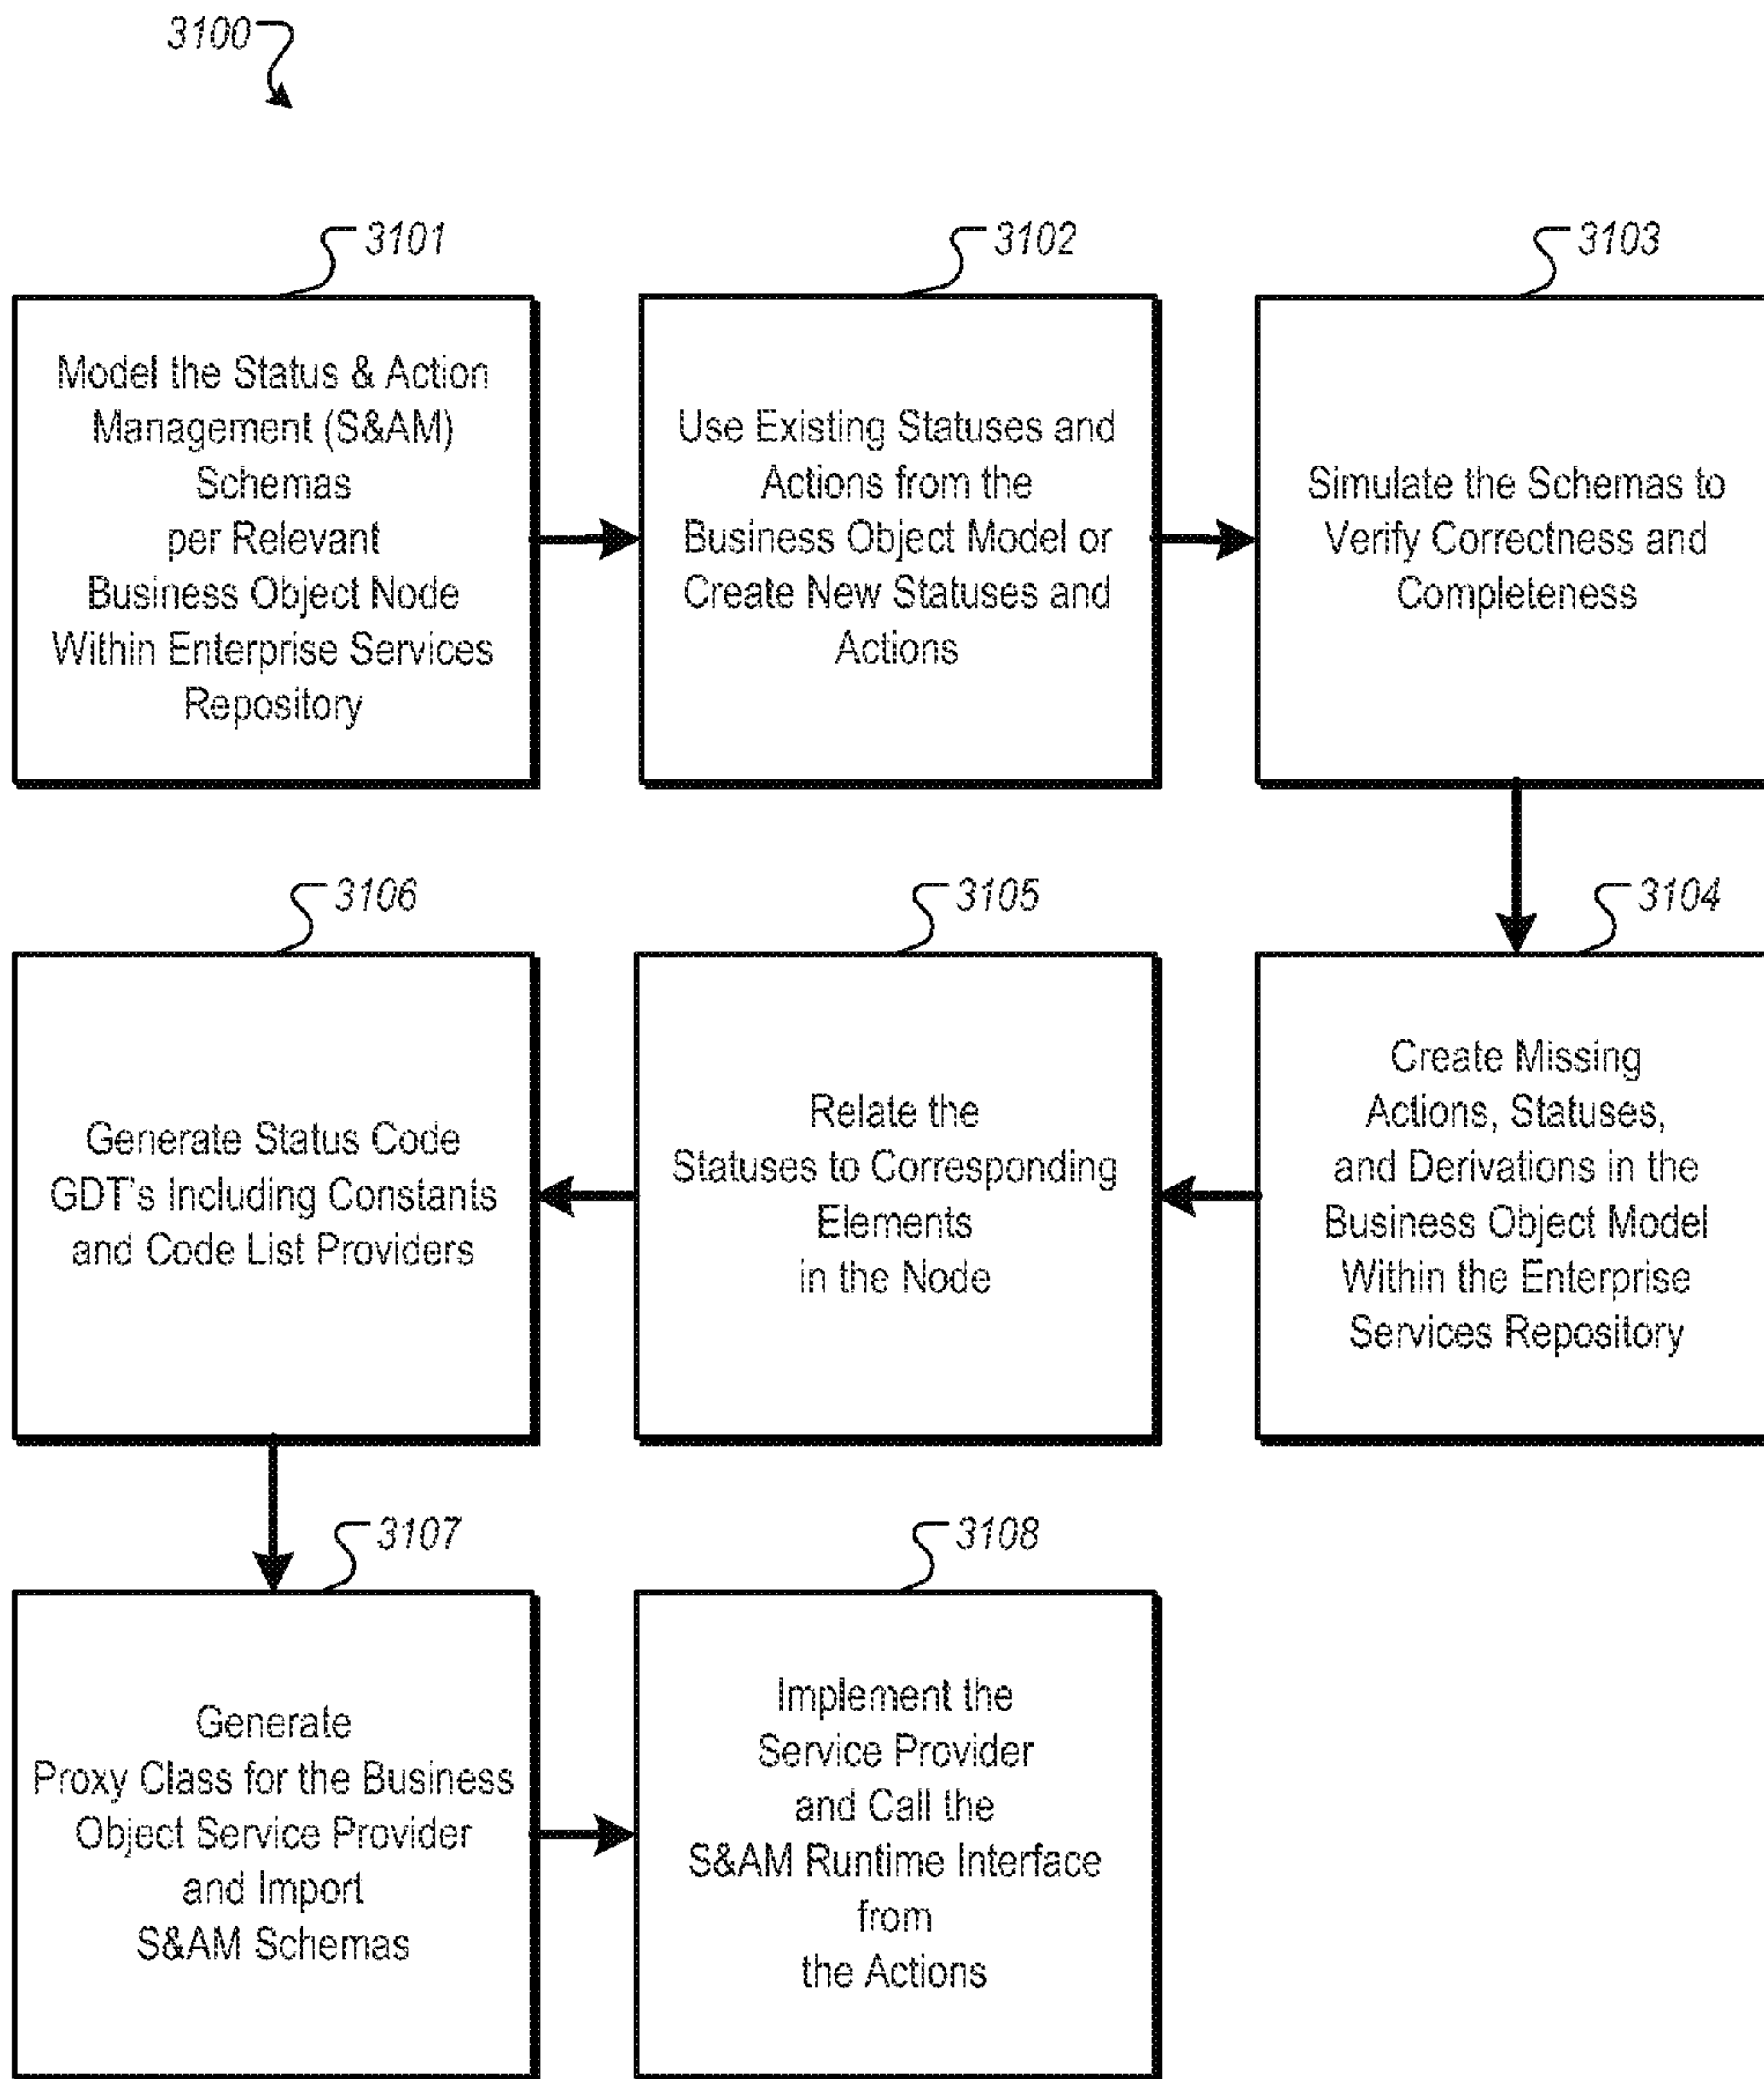 3100
3101
Model the Status & Action
Management (S&AM)
Schemas
per Relevant
Business Object Node
Within Enterprise Services
Repository
3102
Use Existing Statuses and
Actions from the
Business Object Model or
Create New Statuses and
Actions
3103
Simulate the Schemas to
Verify Correctness and
Completeness
3104
Create Missing
Actions, Statuses,
and Derivations in the
Business Object Model
Within the Enterprise
Services Repository
3105
Relate the
Statuses to Corresponding
Elements
in the Node
3106
Generate Status Code
GDT's Including Constants
and Code List Providers
3107
Generate
Proxy Class for the Business
Object Service Provider
and Import
S&AM Schemas
3108
Implement the
Service Provider
and Call the
S&AM Runtime Interface
from
the Actions